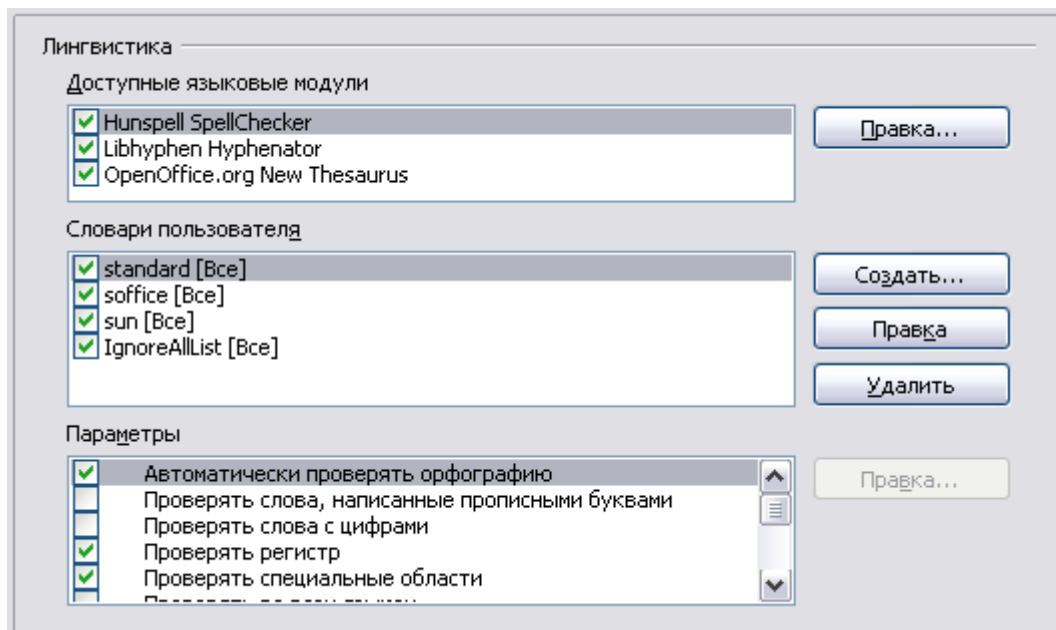 Лингвистика
Доступные языковые модули
Hunspell SpellChecker
Libhyphen Hyphenator
OpenOffice.org New Thesaurus
Правка...
Словари пользователя
standard [Все]
soffice [Все]
sun [Все]
IgnoreAllList [Все]
Создать...
Правка
Удалить
Параметры
Автоматически проверять орфографию
Проверять слова, написанные прописными буквами
Проверять слова с цифрами
Проверять регистр
Проверять специальные области
Правка...